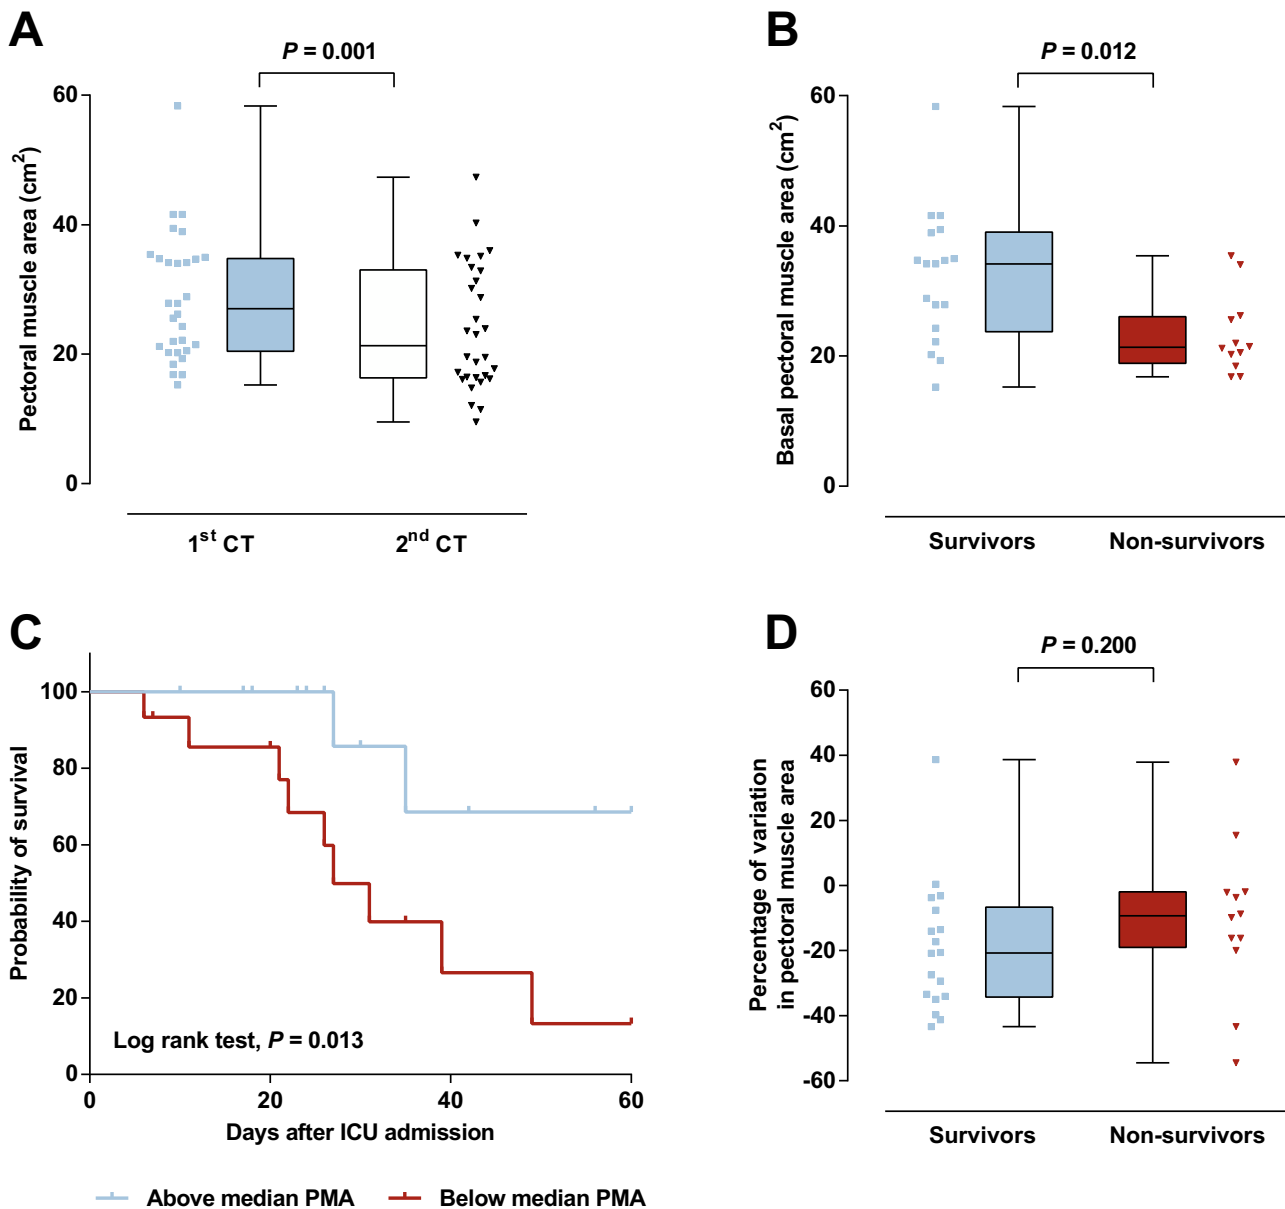 A
P = 0.001
Pectoral muscle area (cm²)
60
40
20
0
1st CT
2nd CT
B
P = 0.012
Basal pectoral muscle area (cm²)
60
40
20
0
Survivors
Non-survivors
C
Probability of survival
100
80
60
40
20
0
Log rank test, P = 0.013
0
20
40
60
Days after ICU admission
Above median PMA
Below median PMA
D
P = 0.200
Percentage of variation
in pectoral muscle area
60
40
20
-0
-20
-40
-60
Survivors
Non-survivors